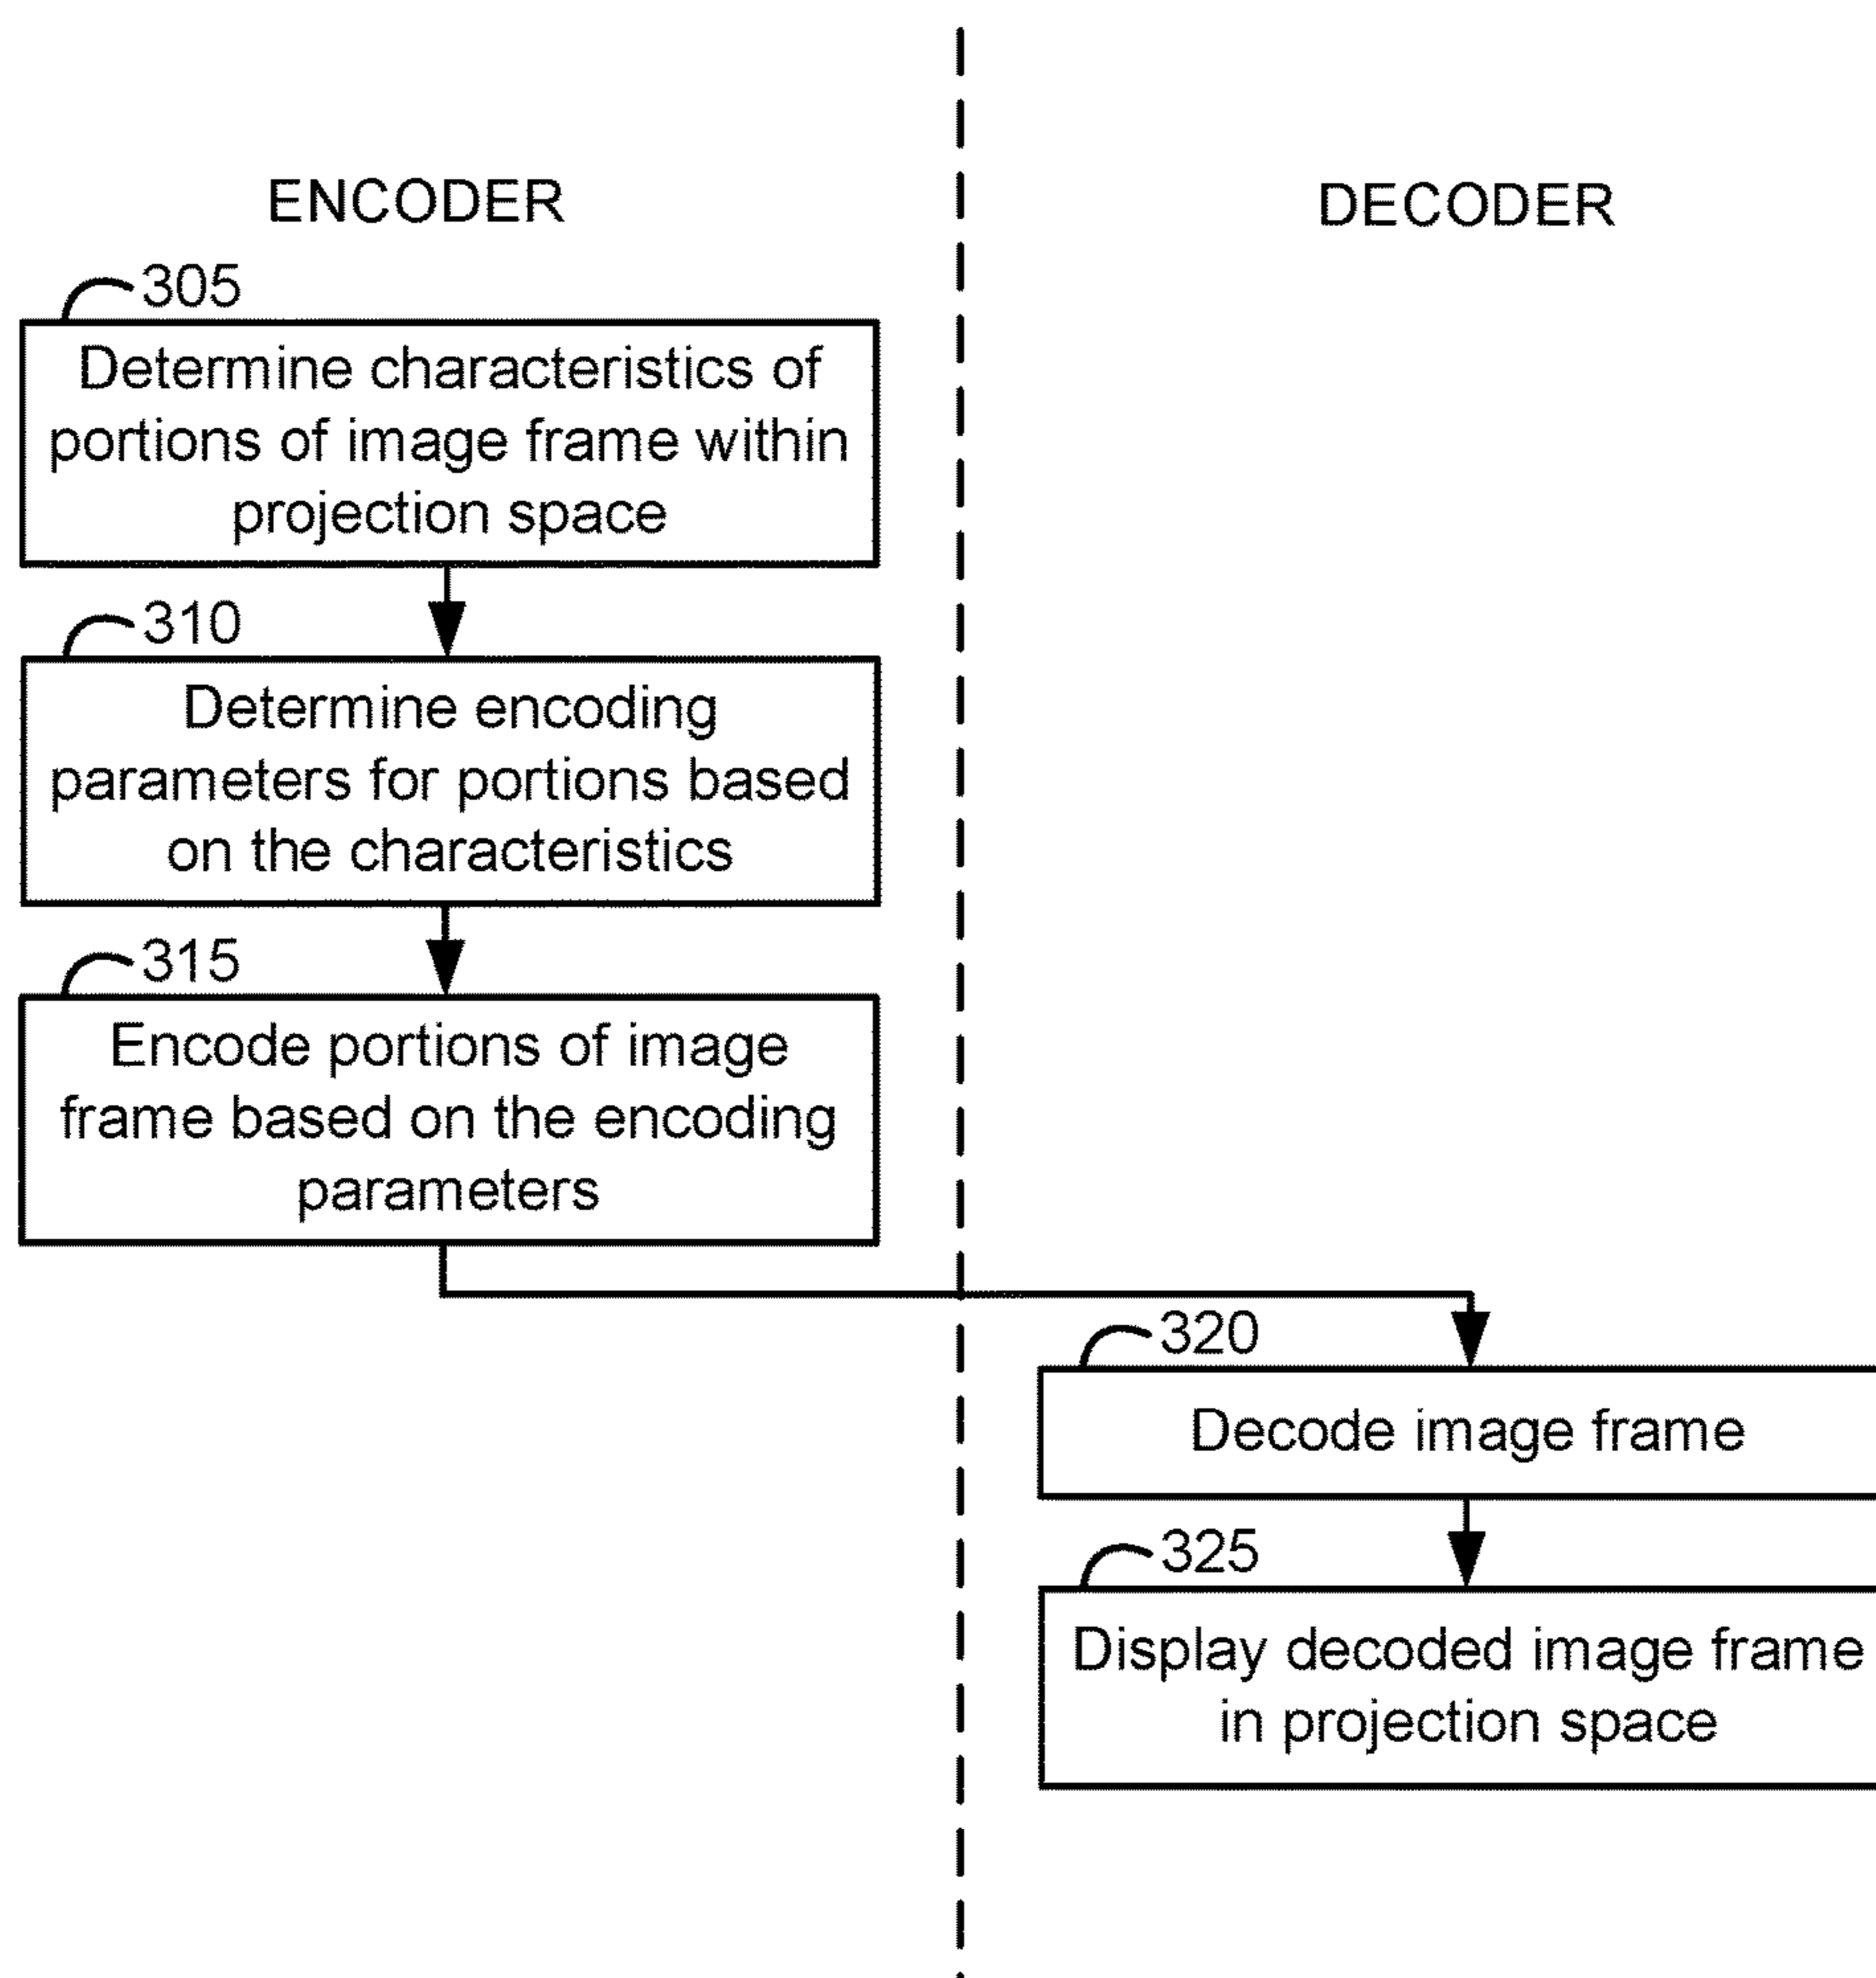 ENCODER
305
Determine characteristics of
portions of image frame within
projection space
310
Determine encoding
parameters for portions based
on the characteristics
315
Encode portions of image
frame based on the encoding
parameters
DECODER
320
Decode image frame
325
Display decoded image frame
in projection space